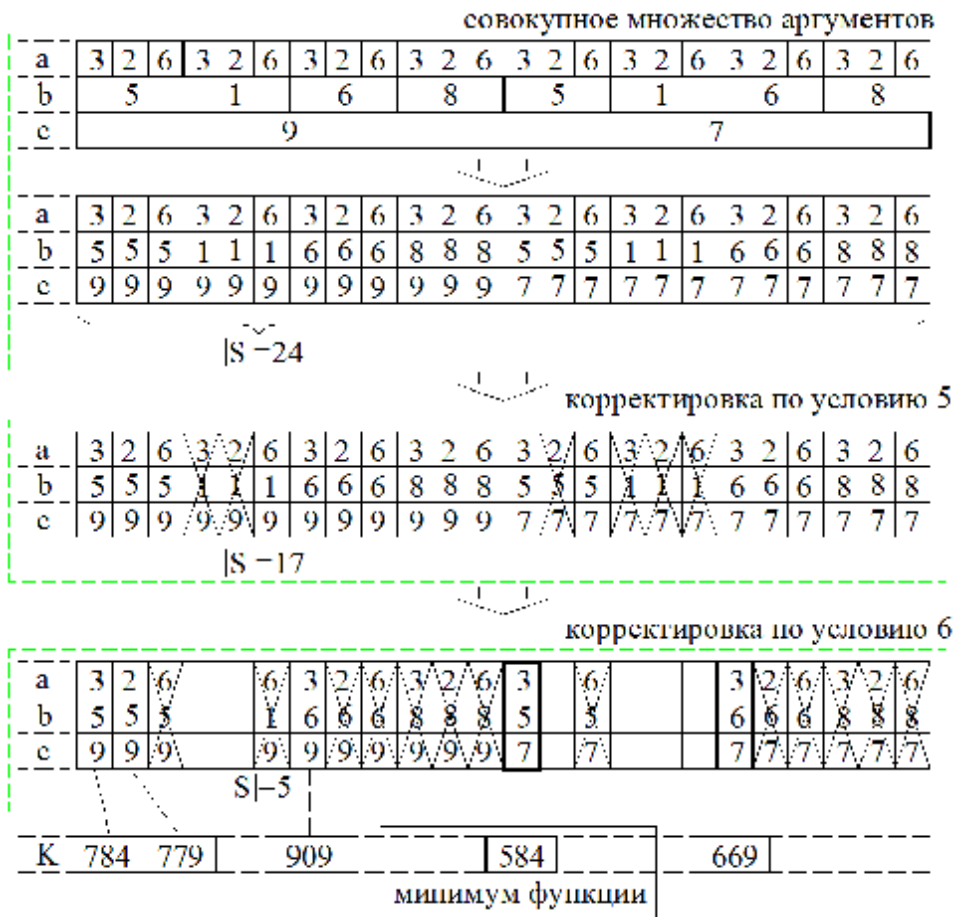 совокупное множество аргументов
a 3 2 6 3 2 6 3 2 6 3 2 6 3 2 6 3 2 6 3 2 6 3 2 6
b 5 1 6 8 5 1 6 8
c 9 7
a 3 2 6 3 2 6 3 2 6 3 2 6 3 2 6 3 2 6 3 2 6 3 2 6
b 5 5 5 1 1 1 6 6 6 8 8 8 5 5 5 1 1 1 6 6 6 8 8 8
c 9 9 9 9 9 9 9 9 9 9 9 9 7 7 7 7 7 7 7 7 7 7 7 7
|S =24
корректировка по условию 5
a 3 2 6 3 2 6 3 2 6 3 2 6 3 2 6 3 2 6 3 2 6 3 2 6
b 5 5 5 1 1 1 6 6 6 8 8 8 5 5 5 1 1 1 6 6 6 8 8 8
c 9 9 9 9 9 9 9 9 9 9 9 9 7 7 7 7 7 7 7 7 7 7 7 7
|S =17
корректировка по условию 6
a 3 2 6 6 3 2 6 3 2 6 3 6 3 2 6 3 2 6
b 5 5 5 1 6 6 6 8 8 8 5 5 6 6 6 8 8 8
c 9 9 9 9 9 9 9 9 9 9 7 7 7 7 7 7 7 7
S|=5
K 784 779 909 584 669
минимум функции